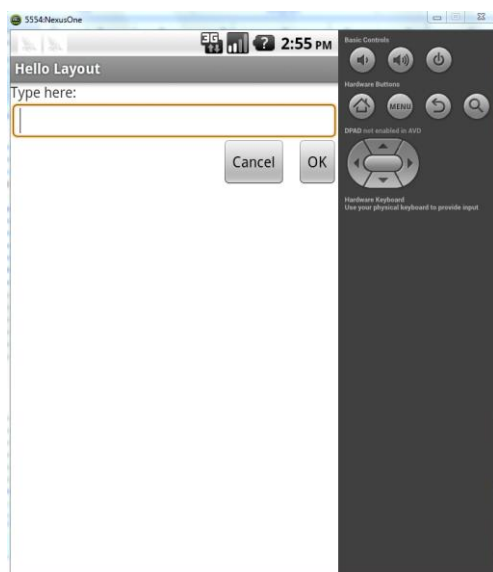 5554:NexusOne
3G 2:55 PM
Hello Layout
Type here:
Cancel OK
Basic Controls
Hardware Buttons
MENU
DPAD not enabled in AVD
Hardware Keyboard
Use your physical keyboard to provide input